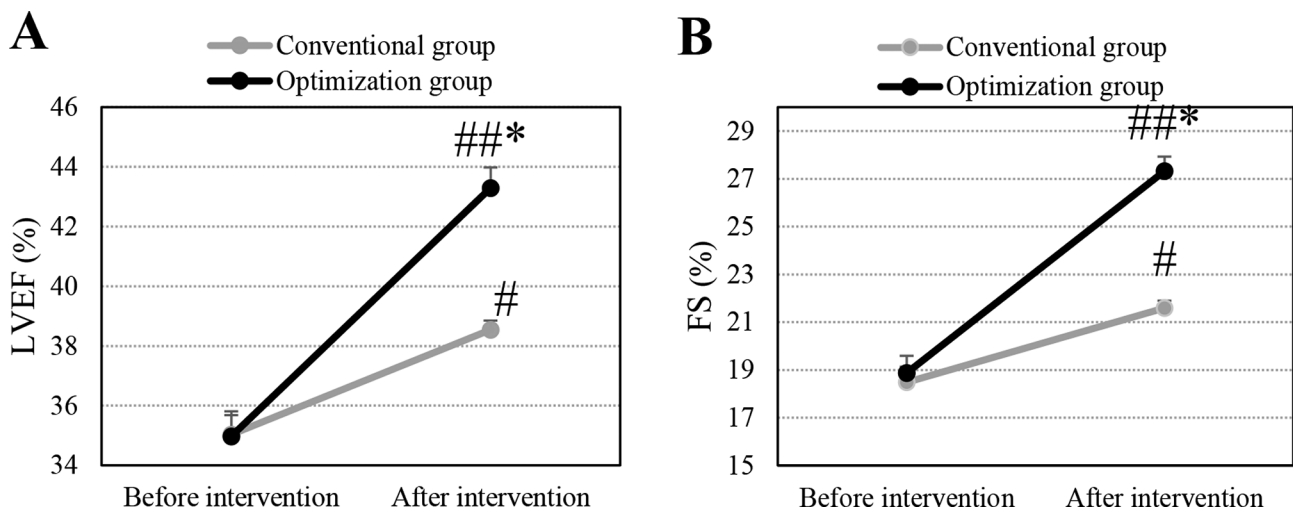 A
Conventional group
Optimization group
46
44
42
40
38
36
34
LVEF (%)
##*
#
Before intervention
After intervention
B
Conventional group
Optimization group
29
27
25
23
21
19
17
15
FS (%)
##*
#
Before intervention
After intervention